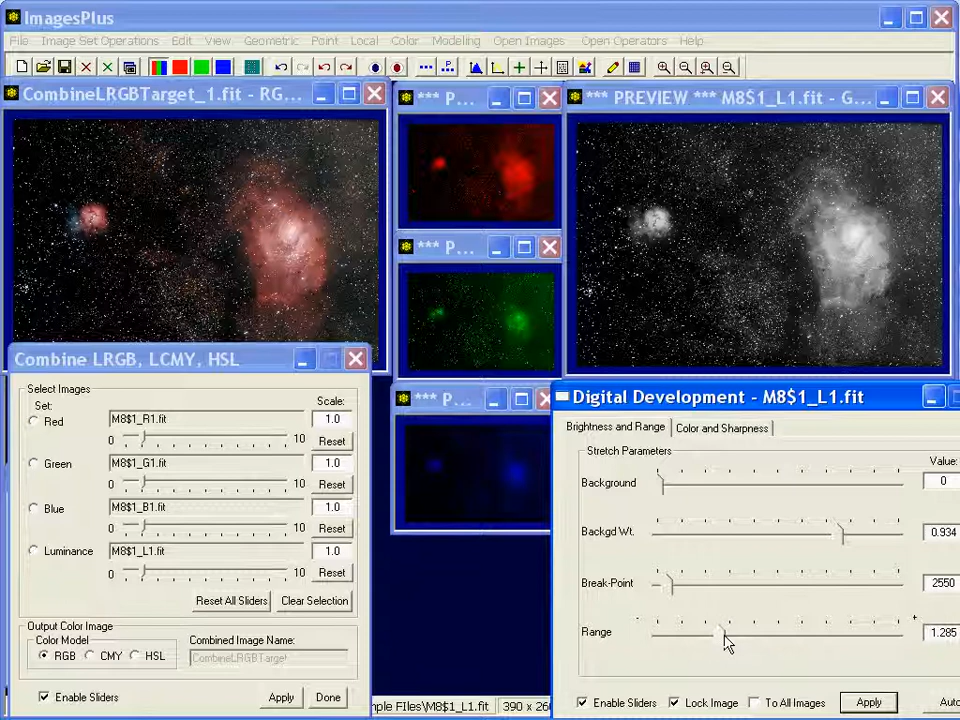 ImagesPlus
File Image Set Operations Edit View Geometric Point Local Color Modeling Open Images Open Operators Help
CombineLRGBTarget_1.fit - RG...
*** P...
*** PREVIEW *** M8$1_L1.fit - G...
*** P...
*** P...
Combine LRGB, LCMY, HSL
Select Images
Set:
Scale:
Red M8$1_R1.fit 1.0
0 10 Reset
Green M8$1_G1.fit 1.0
0 10 Reset
Blue M8$1_B1.fit 1.0
0 10 Reset
Luminance M8$1_L1.fit 1.0
0 10 Reset
Reset All Sliders Clear Selection
Output Color Image
Color Model
RGB CMY HSL
Combined Image Name:
CombineLRGBTarget
Enable Sliders Apply Done
Digital Development - M8$1_L1.fit
Brightness and Range Color and Sharpness
Stretch Parameters
Value:
Background 0
Backgd Wt. 0.934
Break-Point 2550
- +
Range 1.285
Enable Sliders Lock Image To All Images Apply Auto
mple FIles\M8$1_L1.fit 390 x 26